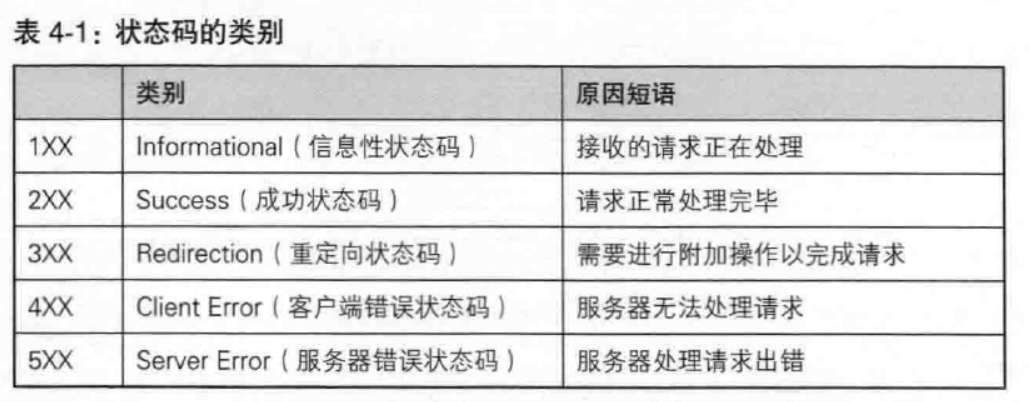 表 4-1：状态码的类别
类别 原因短语
1XX Informational（信息性状态码） 接收的请求正在处理
2XX Success（成功状态码） 请求正常处理完毕
3XX Redirection（重定向状态码） 需要进行附加操作以完成请求
4XX Client Error（客户端错误状态码） 服务器无法处理请求
5XX Server Error（服务器错误状态码） 服务器处理请求出错